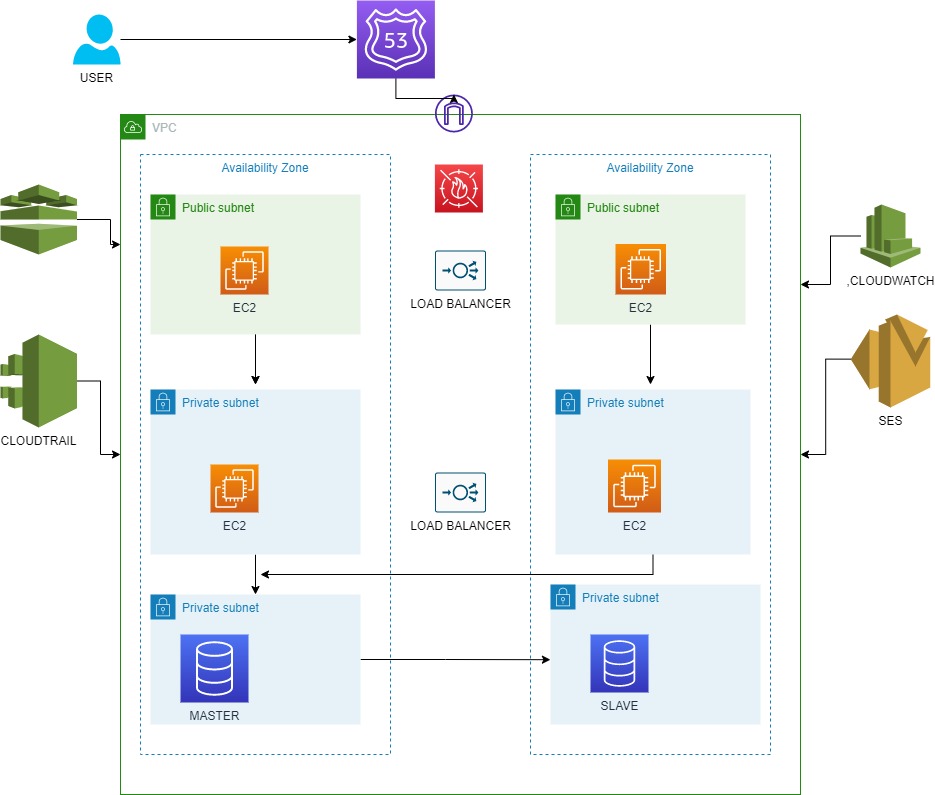 53
USER
VPC
Availability Zone
Availability Zone
Public subnet
Public subnet
EC2
LOAD BALANCER
EC2
,CLOUDWATCH
Private subnet
Private subnet
SES
CLOUDTRAIL
EC2
LOAD BALANCER
EC2
Private subnet
Private subnet
MASTER
SLAVE